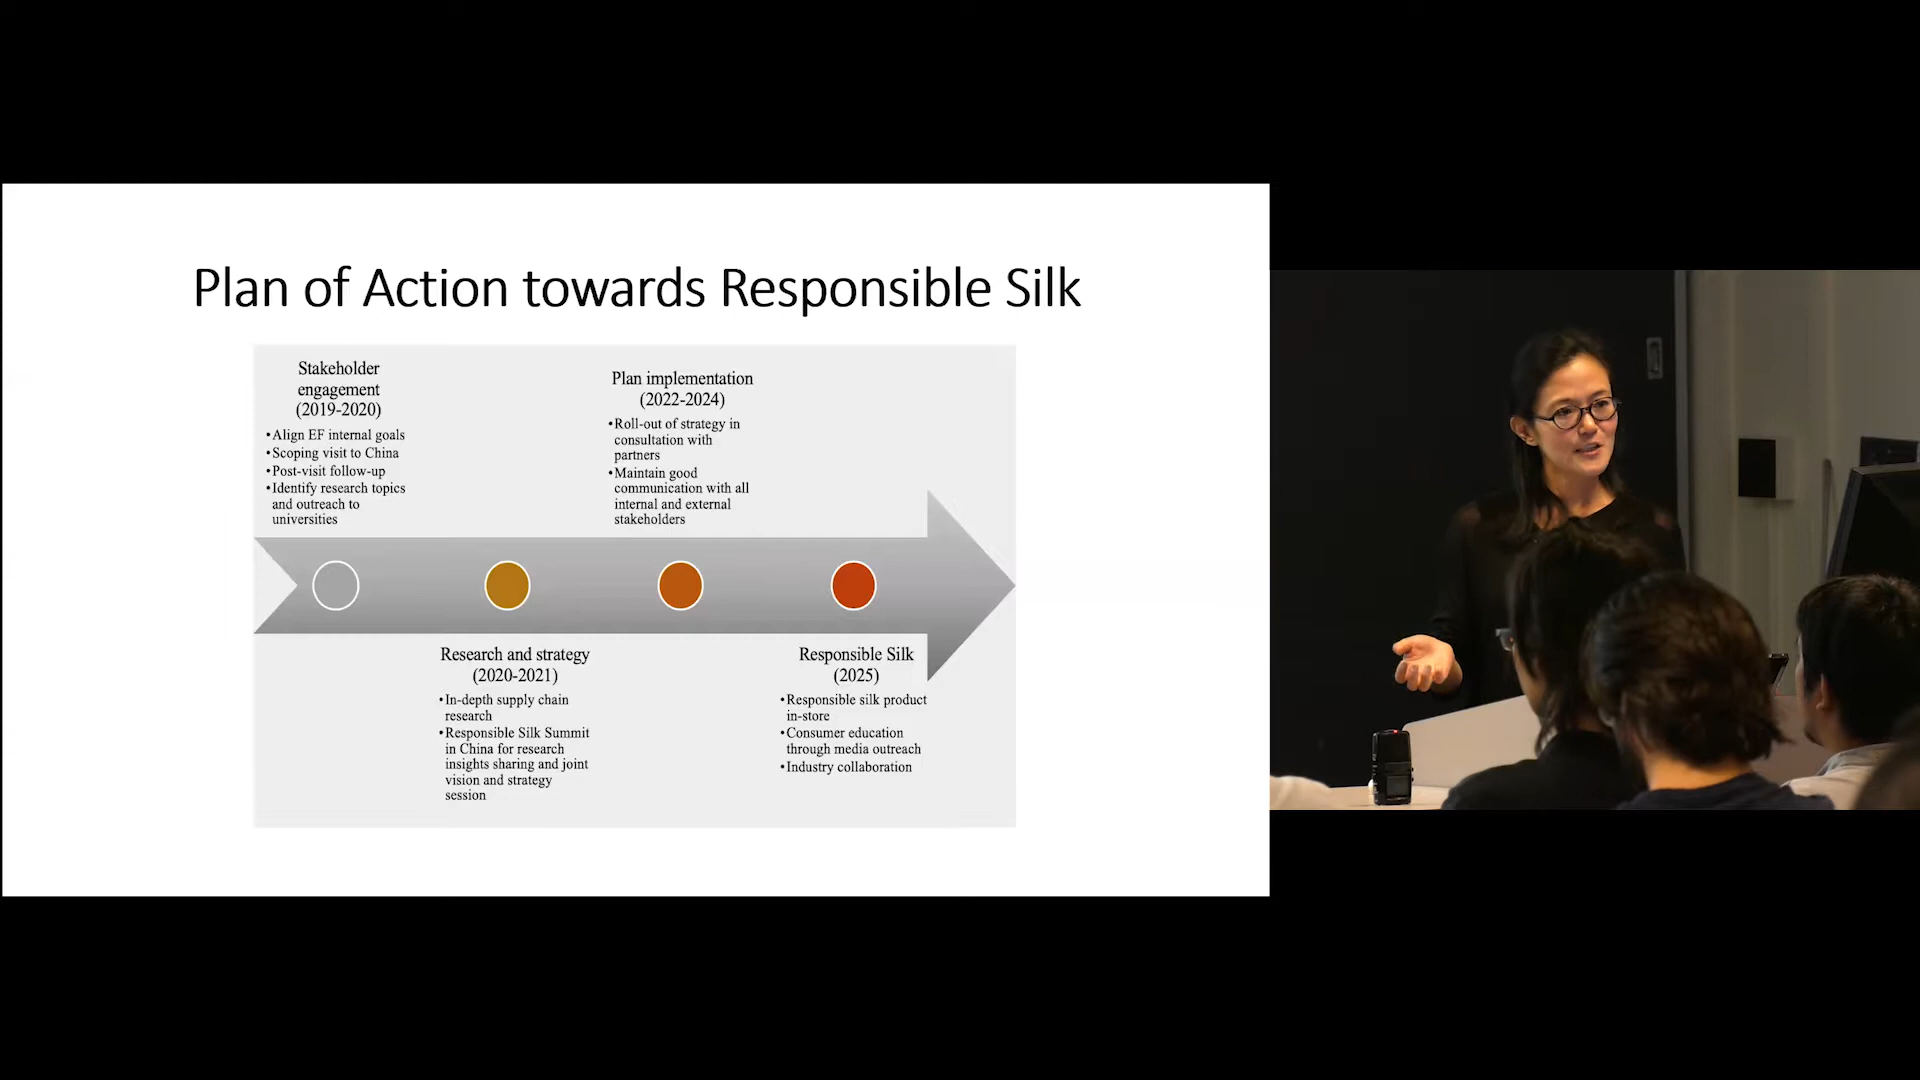 Plan of Action towards Responsible Silk
Stakeholder
engagement
(2019-2020)
•Align EF internal goals
•Scoping visit to China
•Post-visit follow-up
•Identify research topics
and outreach to
universities
Plan implementation
(2022-2024)
•Roll-out of strategy in
consultation with
partners
•Maintain good
communication with all
internal and external
stakeholders
Research and strategy
(2020-2021)
•In-depth supply chain
research
•Responsible Silk Summit
in China for research
insights sharing and joint
vision and strategy
session
Responsible Silk
(2025)
•Responsible silk product
in-store
•Consumer education
through media outreach
•Industry collaboration